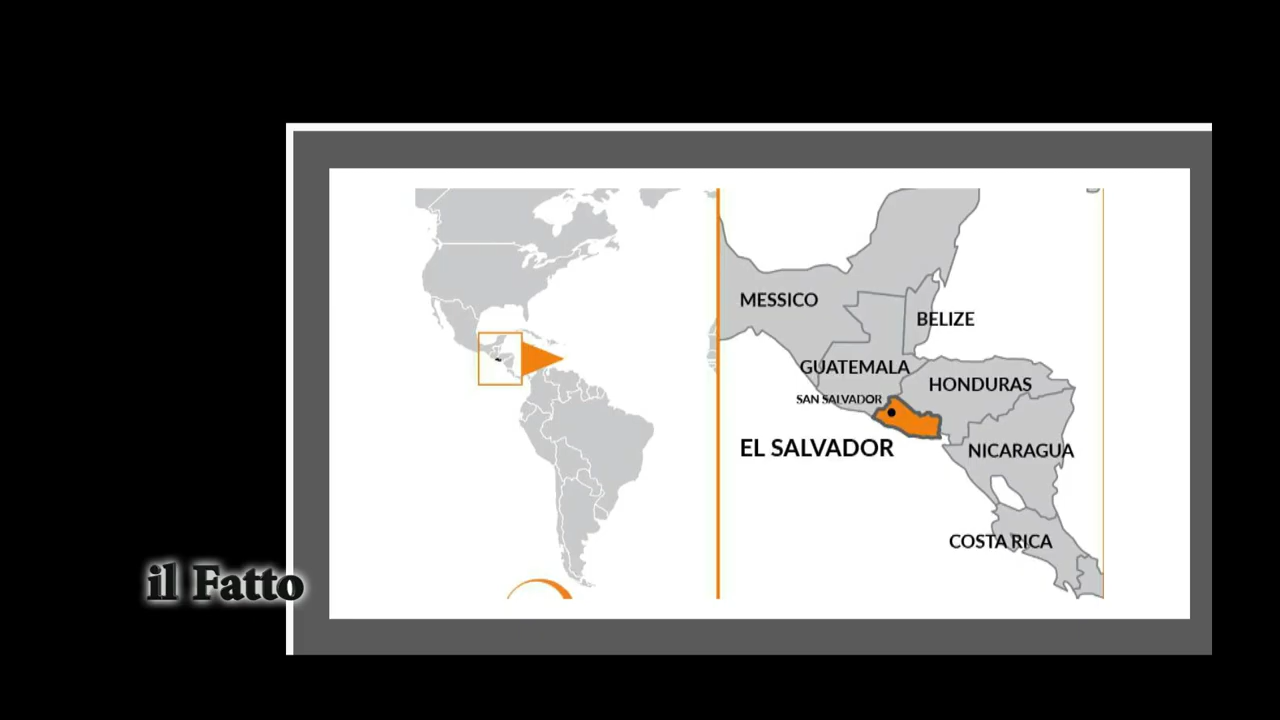 MESSICO
BELIZE
GUATEMALA
HONDURAS
SAN SALVADOR
EL SALVADOR
NICARAGUA
COSTA RICA
il Fatto